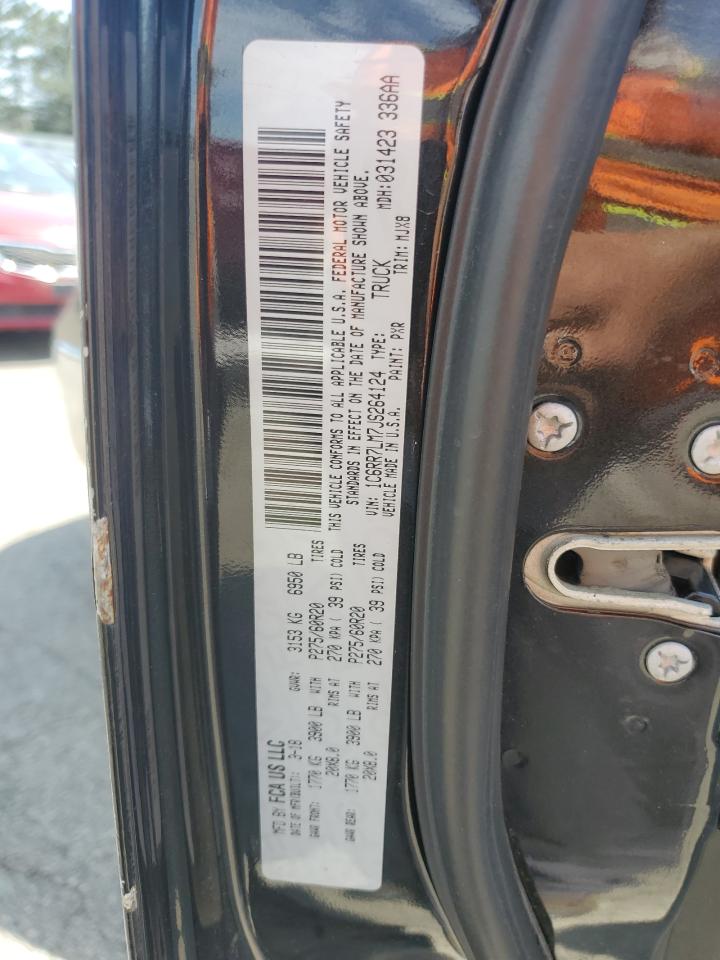 MFD BY FCA US LLC
DATE OF MFR(BUILT): 3-18 GVWR: 3153 KG 6950 LB
GAWR FRONT: 1770 KG 3900 LB WITH P275/60R20 TIRES
20X8.0 RIMS AT 270 KPA ( 39 PSI) COLD
GAWR REAR: 1770 KG 3900 LB WITH P275/60R20 TIRES
20X8.0 RIMS AT 270 KPA ( 39 PSI) COLD
THIS VEHICLE CONFORMS TO ALL APPLICABLE U.S.A. FEDERAL MOTOR VEHICLE SAFETY
STANDARDS IN EFFECT ON THE DATE OF MANUFACTURE SHOWN ABOVE.
VIN: 1C6RR7LM7JS264124 TYPE: TRUCK MDH:031423 336AA
VEHICLE MADE IN U.S.A. PAINT: PXR TRIM: MJX8